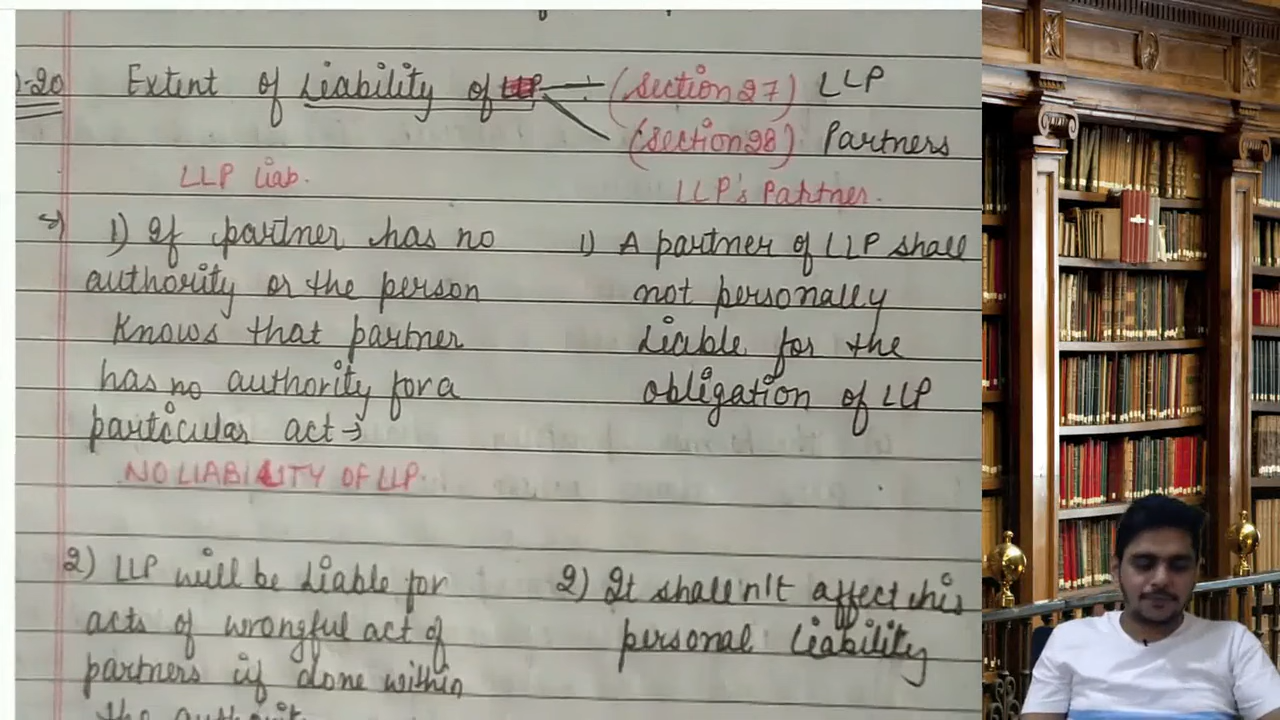 -20 Extent of Liability of LLP → (Section 27) LLP
(Section 28) Partners
LLP Liab.
LLP's Partner.
→ 1) If partner has no
authority or the person
knows that partner
has no authority for a
particular act →
NO LIABILITY OF LLP.
2) LLP will be liable for
acts of wrongful act of
partners if done within
the
1) A partner of LLP shall
not personally
liable for the
obligation of LLP
2) It shall n't affect his
personal liability